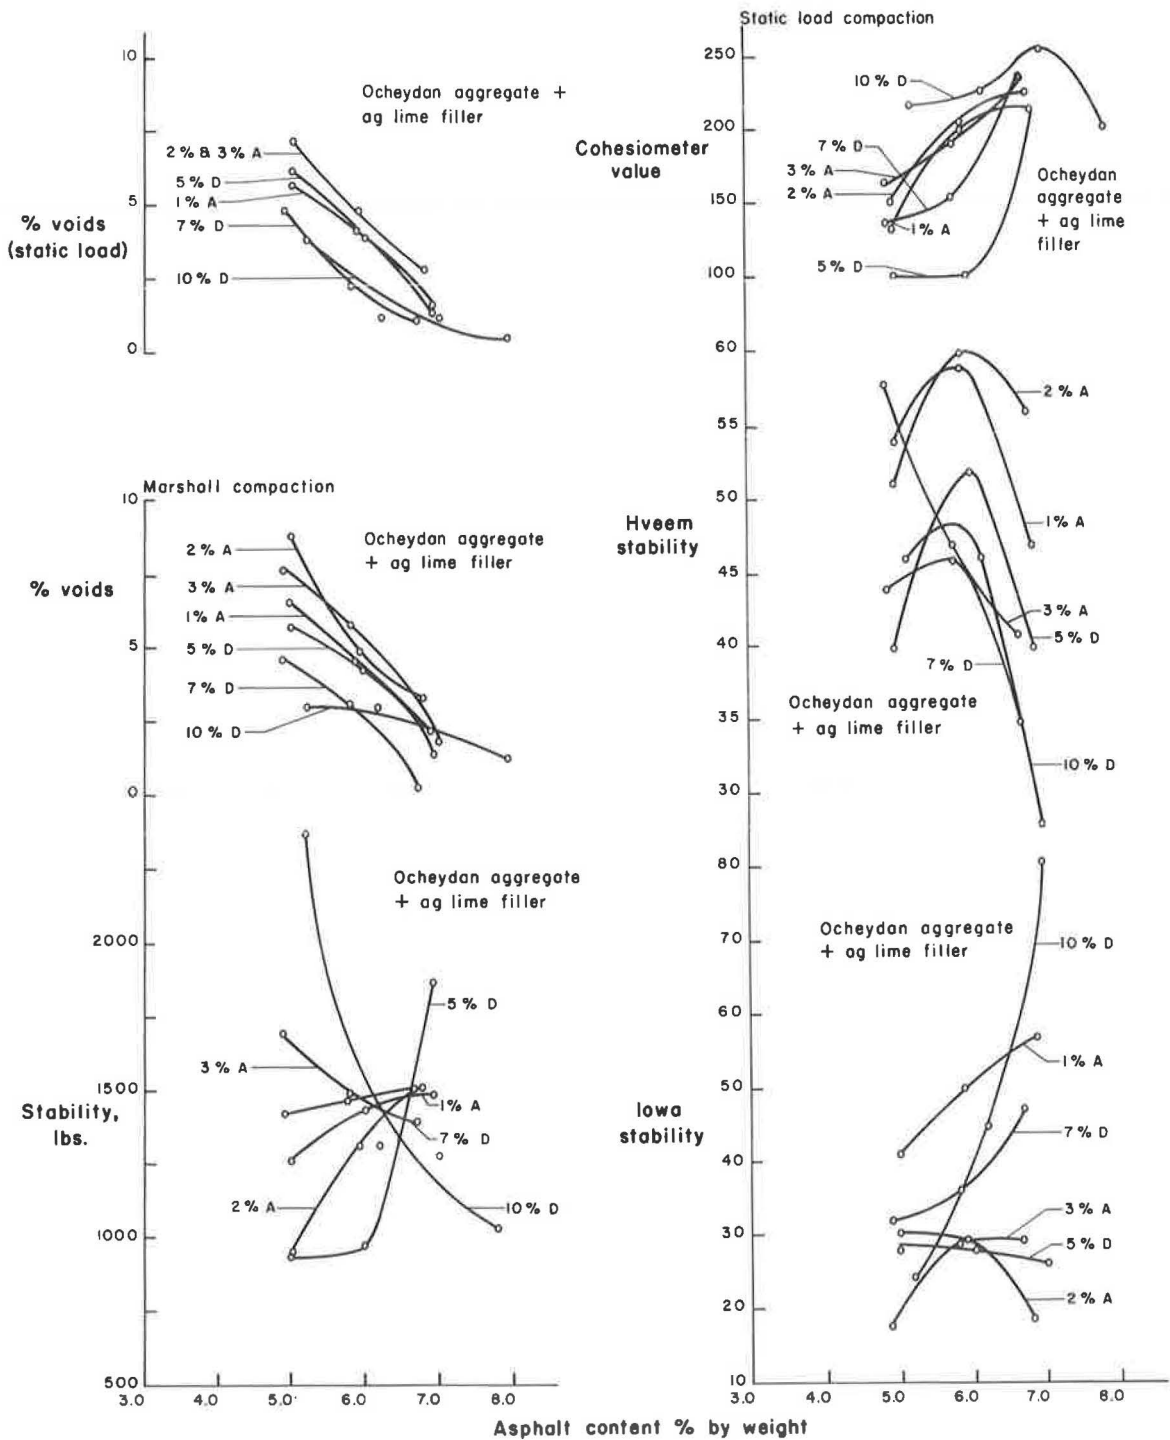 10
Ocheydan aggregate +
ag lime filler
2 % & 3 % A
5 % D
1 % A
5
% voids
(static load)
7 % D
10 % D
0
Marshall compaction
10
Ocheydan aggregate
+ ag lime filler
2 % A
3 % A
% voids
1 % A
5
5 % D
7 % D
10 % D
0
Ocheydan aggregate
+ ag lime filler
2000
5 % D
3 % A
1500
Stability,
lbs.
1 % A
7 % D
2 % A
10 % D
1000
500
3.0 4.0 5.0 6.0 7.0 8.0
Static load compaction
250
10 % D
200
Cohesiometer
value
7 % D
3 % A
2 % A
Ocheydan
aggregate
+ ag lime
filler
150
1 % A
5 % D
100
60
2 % A
55
50
Hveem
stability
1 % A
45
3 % A
5 % D
40
7 % D
Ocheydan aggregate
+ ag lime filler
35
10 % D
30
80
Ocheydan aggregate
+ ag lime filler
70
10 % D
60
1 % A
50
Iowa
stability
7 % D
40
3 % A
30
5 % D
2 % A
20
10
3.0 4.0 5.0 6.0 7.0 8.0
Asphalt content % by weight